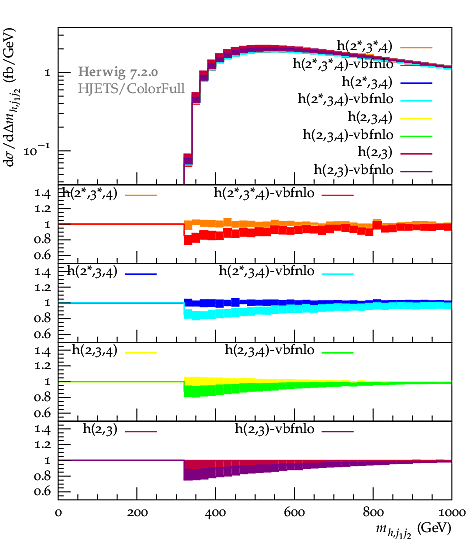 dσ/dΔm_{h,j_1j_2} (fb/GeV)
1
10^{-1}
Herwig 7.2.0
HJETS/ColorFull
h(2*,3*,4)
h(2*,3*,4)-vbfnlo
h(2*,3,4)
h(2*,3,4)-vbfnlo
h(2,3,4)
h(2,3,4)-vbfnlo
h(2,3)
h(2,3)-vbfnlo
1.4
1.2
1
0.8
0.6
h(2*,3*,4) h(2*,3*,4)-vbfnlo
1.4
1.2
1
0.8
0.6
h(2*,3,4) h(2*,3,4)-vbfnlo
1.4
1.2
1
0.8
0.6
h(2,3,4) h(2,3,4)-vbfnlo
1.4
1.2
1
0.8
0.6
h(2,3) h(2,3)-vbfnlo
0 200 400 600 800 1000
m_{h,j_1j_2}